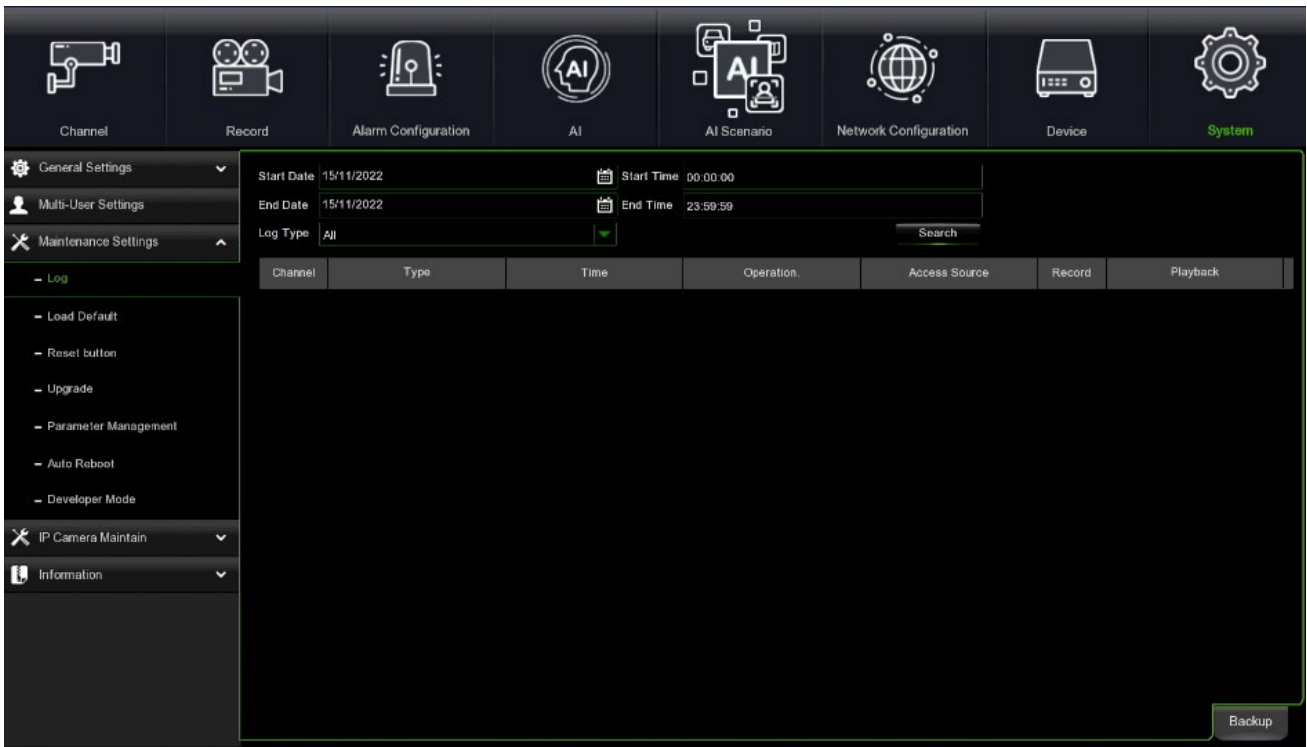 AI
AI
Channel
Record
Alarm Configuration
AI
AI Scenario
Network Configuration
Device
System
General Settings
Multi-User Settings
Maintenance Settings
Log
Load Default
Reset button
Upgrade
Parameter Management
Auto Reboot
Developer Mode
IP Camera Maintain
Information
Start Date 15/11/2022 Start Time 00:00:00
End Date 15/11/2022 End Time 23:59:59
Log Type All Search
Channel Type Time Operation. Access Source Record Playback
Backup